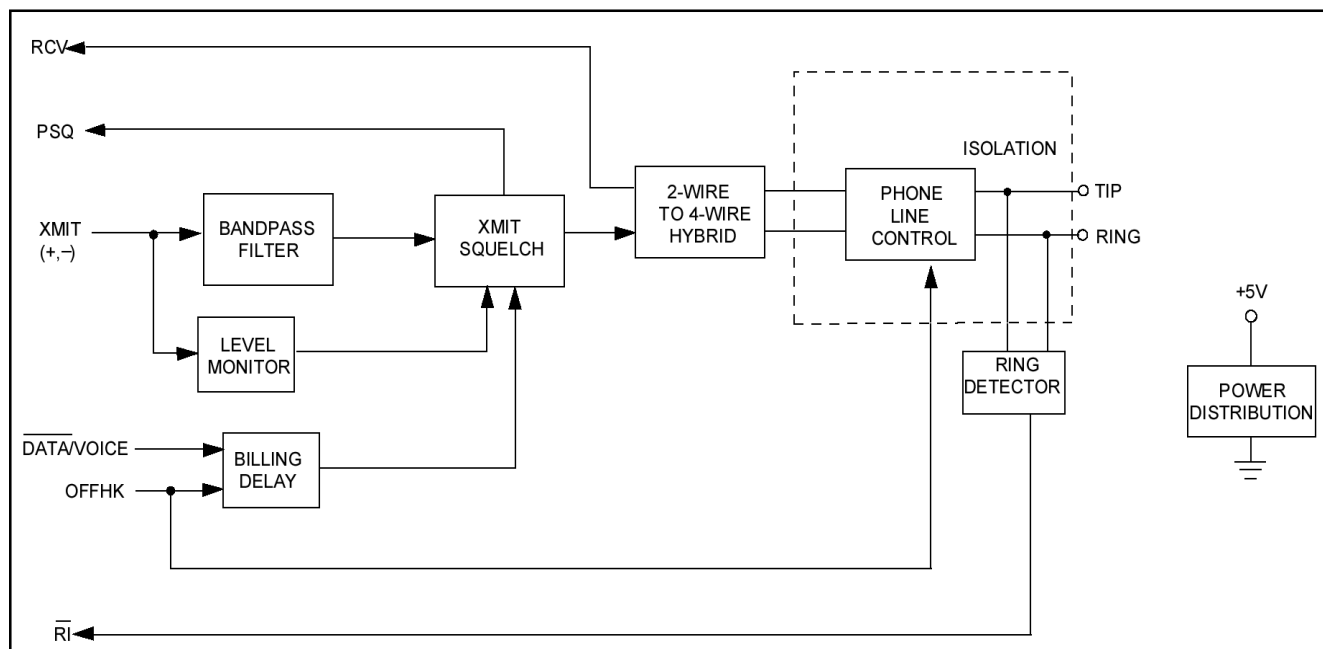 RCV
PSQ
ISOLATION
2-WIRE
TO 4-WIRE
HYBRID
PHONE
LINE
CONTROL
TIP
RING
XMIT
(+,–)
BANDPASS
FILTER
XMIT
SQUELCH
+5V
LEVEL
MONITOR
RING
DETECTOR
POWER
DISTRIBUTION
DATA/VOICE
OFFHK
BILLING
DELAY
RI